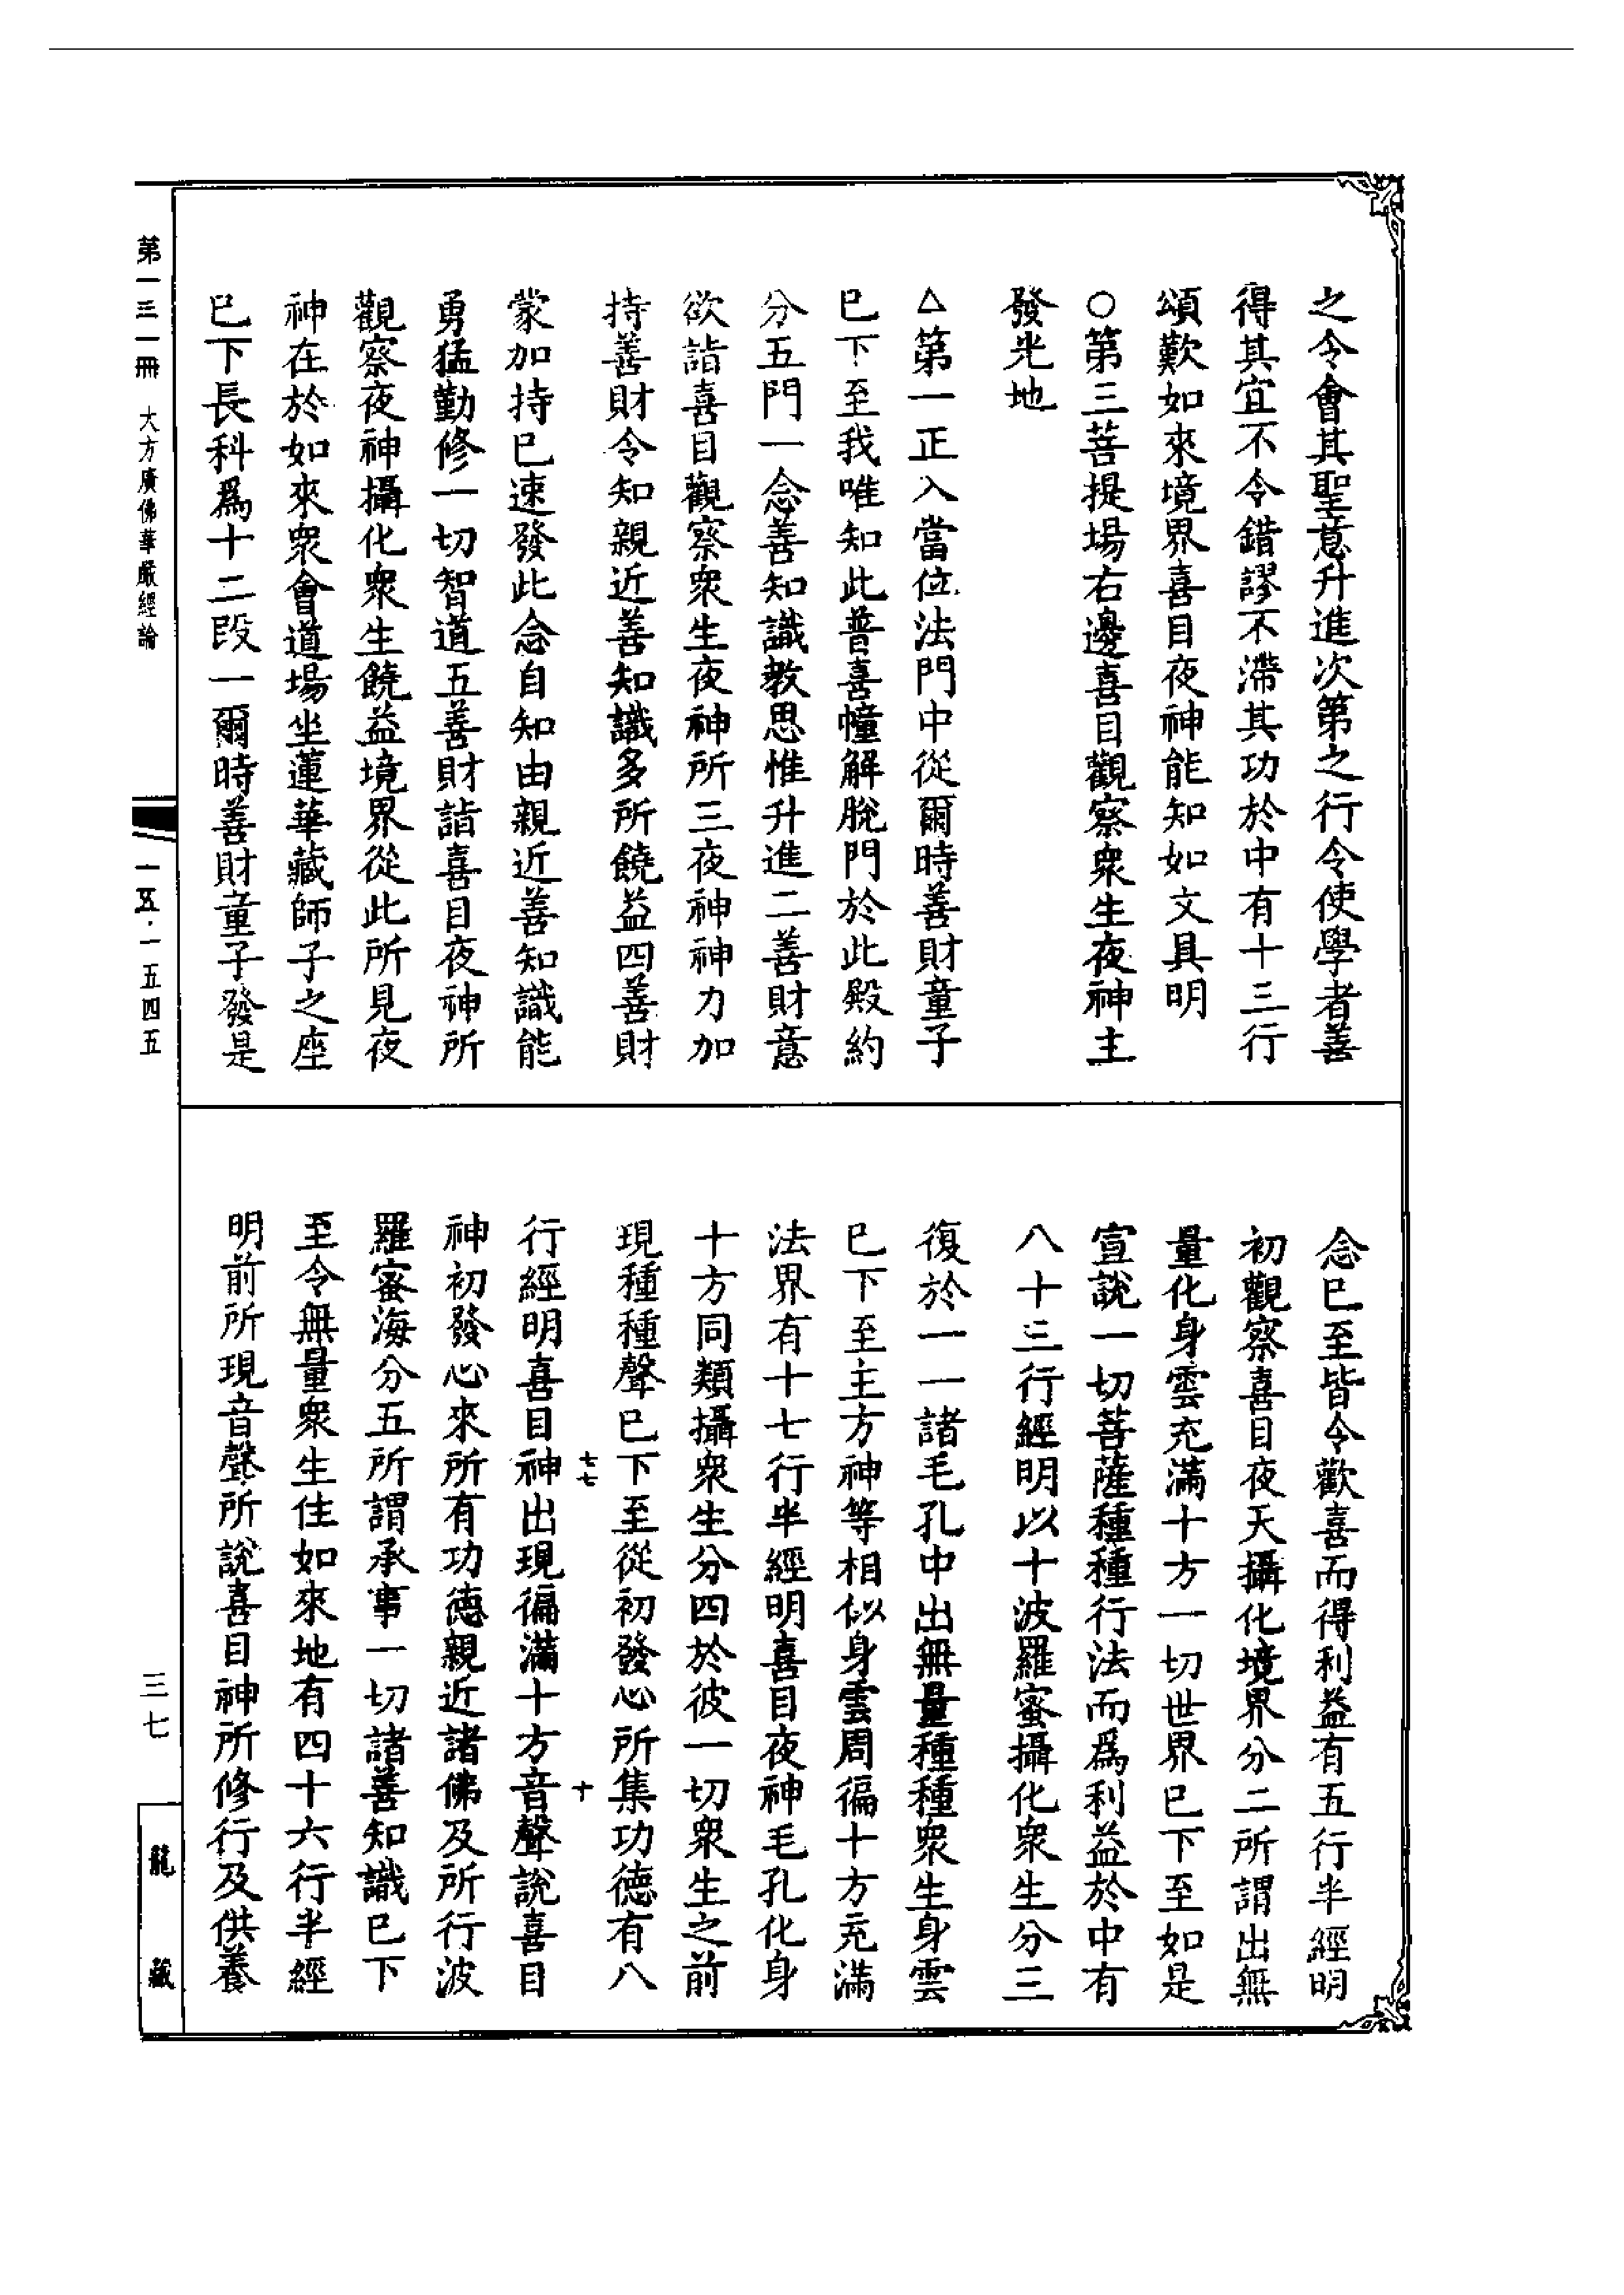 之令會其聖意升進次第之行令使學者善
得其宜不令錯謬不滯其功於中有十三行
頌歎如來境界喜目夜神能知如文具明
○第三菩提場右邊喜目觀察衆生夜神主
發光地
△第一正入當位法門中從爾時善財童子
巳下至我唯知此普喜幢解脫門於此殿約
分五門一念善知識教思惟升進二善財意
欲詣喜目觀察衆生夜神所三夜神神力加
持善財令知親近善知識多所饒益四善財
蒙加持巳速發此念自知由親近善知識能
勇猛勤修一切智道五善財詣喜目夜神所
觀察夜神攝化衆生饒益境界從此所見夜
神在於如來衆會道場坐蓮華藏師子之座
巳下長科爲十二段一爾時善財童子發是
念巳至皆令歡喜而得利益有五行半經明
初觀察喜目夜天攝化境界分二所謂出無
量化身雲充滿十方一切世界巳下至如是
宣說一切菩薩種種行法而爲利益於中有
八十三行經明以十波羅蜜攝化衆生分三
復於一一諸毛孔中出無量種種衆生身雲
巳下至主方神等相似身雲周徧十方充滿
法界有十七行半經明喜目夜神毛孔化身
十方同類攝衆生分四於彼一切衆生之前
現種種聲巳下至從初發心所集功德有八
七七 十
行經明喜目神出現徧滿十方音聲說喜目
神初發心來所有功德親近諸佛及所行波
羅蜜海分五所謂承事一切諸善知識巳下
至令無量衆生住如來地有四十六行半經
明前所現音聲所說喜目神所修行及供養
第一三一冊 大方廣佛華嚴經論
一五·一五四五
三七
龍藏